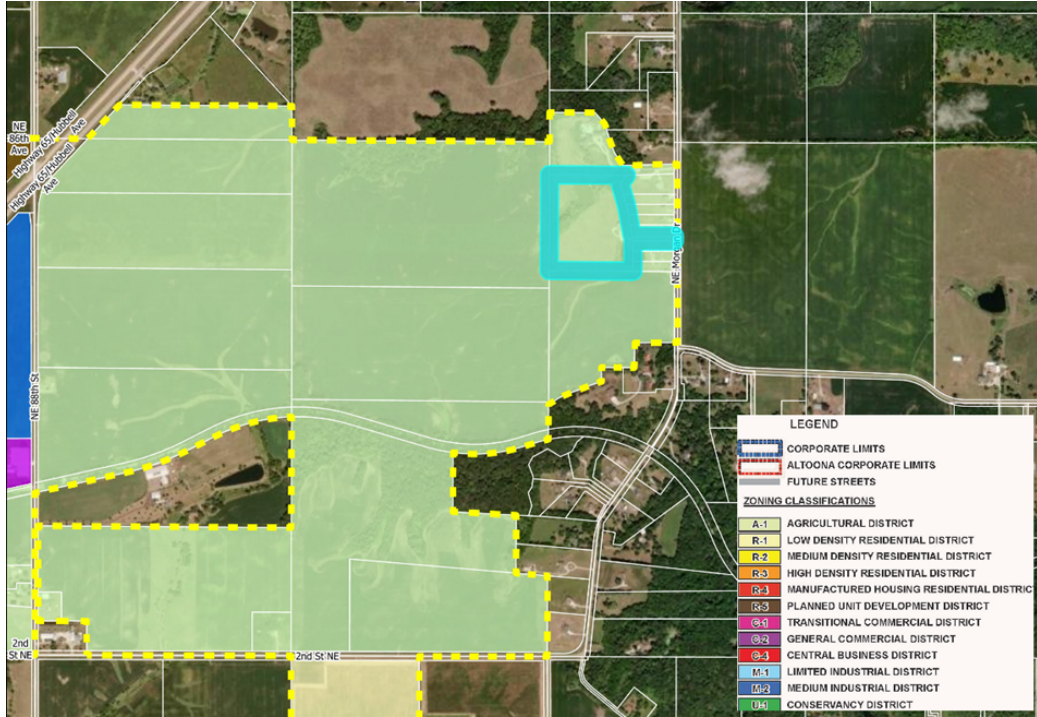 NE
86th
Ave
Highway 65/Hubbell
Ave
Highway 65/Hubbell
Ave
NE 88th St
NE Morgan Dr
2nd
St NE
2nd St NE
LEGEND
CORPORATE LIMITS
ALTOONA CORPORATE LIMITS
FUTURE STREETS
ZONING CLASSIFICATIONS
A-1 AGRICULTURAL DISTRICT
R-1 LOW DENSITY RESIDENTIAL DISTRICT
R-2 MEDIUM DENSITY RESIDENTIAL DISTRICT
R-3 HIGH DENSITY RESIDENTIAL DISTRICT
R-4 MANUFACTURED HOUSING RESIDENTIAL DISTRIC
R-5 PLANNED UNIT DEVELOPMENT DISTRICT
C-1 TRANSITIONAL COMMERCIAL DISTRICT
C-2 GENERAL COMMERCIAL DISTRICT
C-4 CENTRAL BUSINESS DISTRICT
M-1 LIMITED INDUSTRIAL DISTRICT
M-2 MEDIUM INDUSTRIAL DISTRICT
U-1 CONSERVANCY DISTRICT